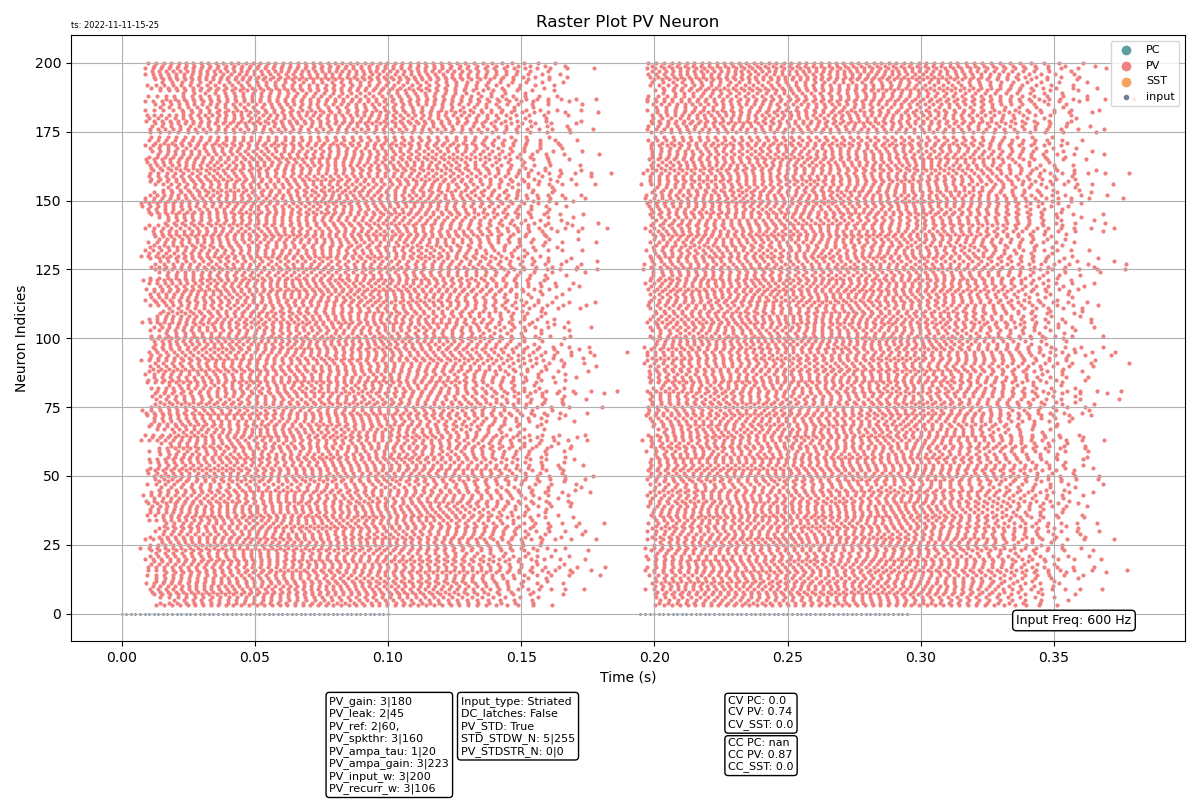 ts: 2022-11-11-15-25
Raster Plot PV Neuron
PC
PV
SST
input
200
175
150
125
100
75
50
25
0
Neuron Indicies
Input Freq: 600 Hz
0.00 0.05 0.10 0.15 0.20 0.25 0.30 0.35
Time (s)
PV_gain: 3|180
PV_leak: 2|45
PV_ref: 2|60,
PV_spkthr: 3|160
PV_ampa_tau: 1|20
PV_ampa_gain: 3|223
PV_input_w: 3|200
PV_recurr_w: 3|106
Input_type: Striated
DC_latches: False
PV_STD: True
STD_STDW_N: 5|255
PV_STDSTR_N: 0|0
CV PC: 0.0
CV PV: 0.74
CV_SST: 0.0
CC PC: nan
CC PV: 0.87
CC_SST: 0.0